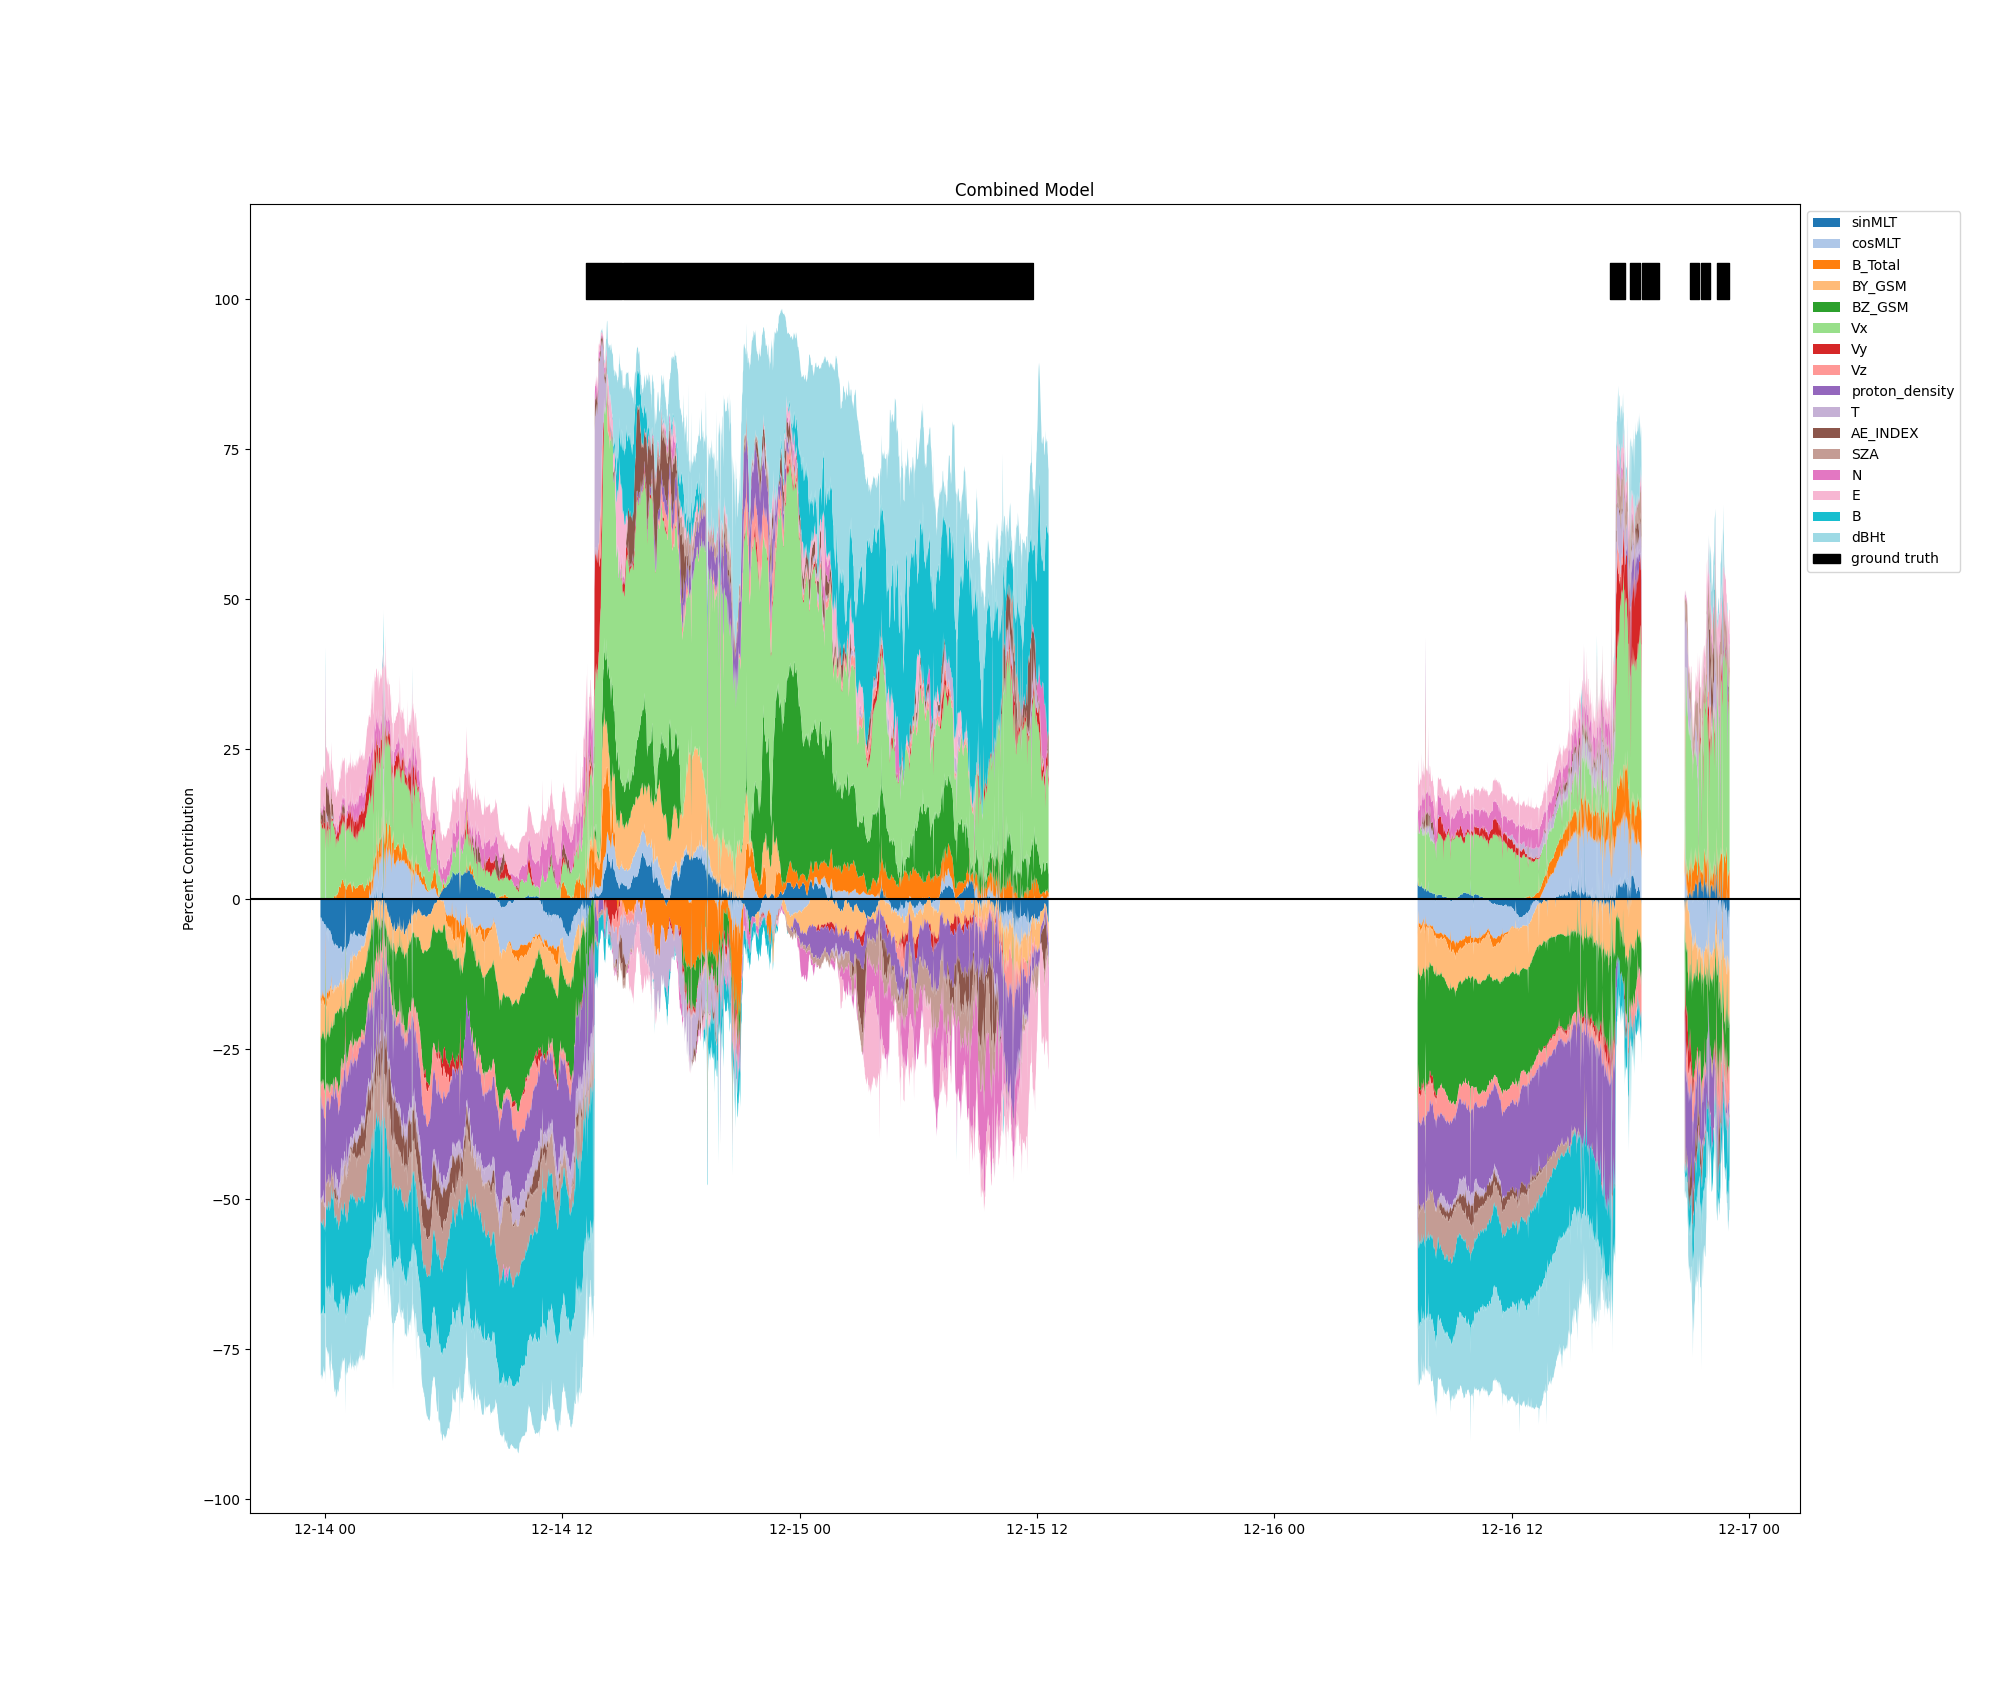 Combined Model
Percent Contribution
100
75
50
25
0
−25
−50
−75
−100
12-14 00
12-14 12
12-15 00
12-15 12
12-16 00
12-16 12
12-17 00
sinMLT
cosMLT
B_Total
BY_GSM
BZ_GSM
Vx
Vy
Vz
proton_density
T
AE_INDEX
SZA
N
E
B
dBHt
ground truth